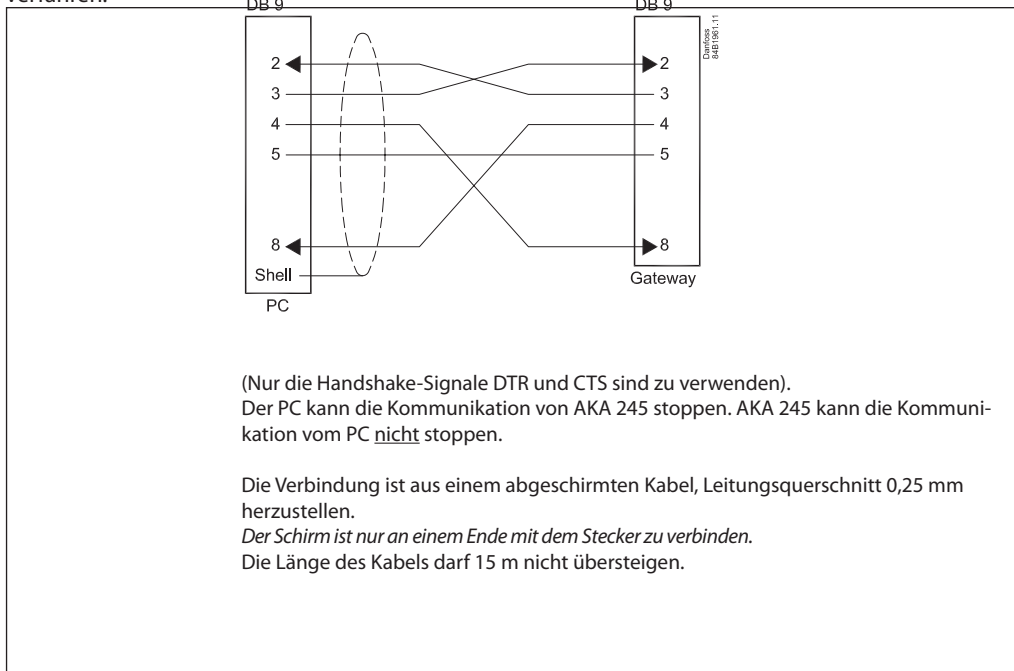 verfahren.
DB 9 DB 9
Danfoss
84B1961.11
2 2
3 3
4 4
5 5
8 8
Shell
Gateway
PC
(Nur die Handshake-Signale DTR und CTS sind zu verwenden).
Der PC kann die Kommunikation von AKA 245 stoppen. AKA 245 kann die Kommuni-
kation vom PC nicht stoppen.
Die Verbindung ist aus einem abgeschirmten Kabel, Leitungsquerschnitt 0,25 mm
herzustellen.
Der Schirm ist nur an einem Ende mit dem Stecker zu verbinden.
Die Länge des Kabels darf 15 m nicht übersteigen.